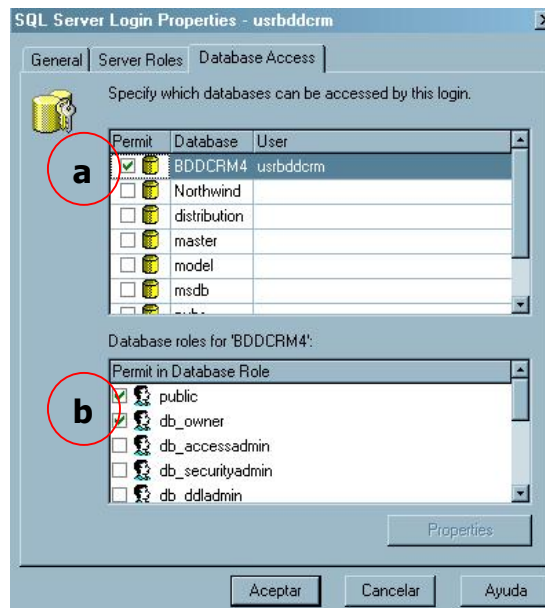 SQL Server Login Properties - usrbddcrm
General Server Roles Database Access
Specify which databases can be accessed by this login.
Permit Database User
a
BDDCRM4 usrbddcrm
Northwind
distribution
master
model
msdb
Database roles for 'BDDCRM4':
Permit in Database Role
b
public
db_owner
db_accessadmin
db_securityadmin
db_ddladmin
Properties
Aceptar Cancelar Ayuda